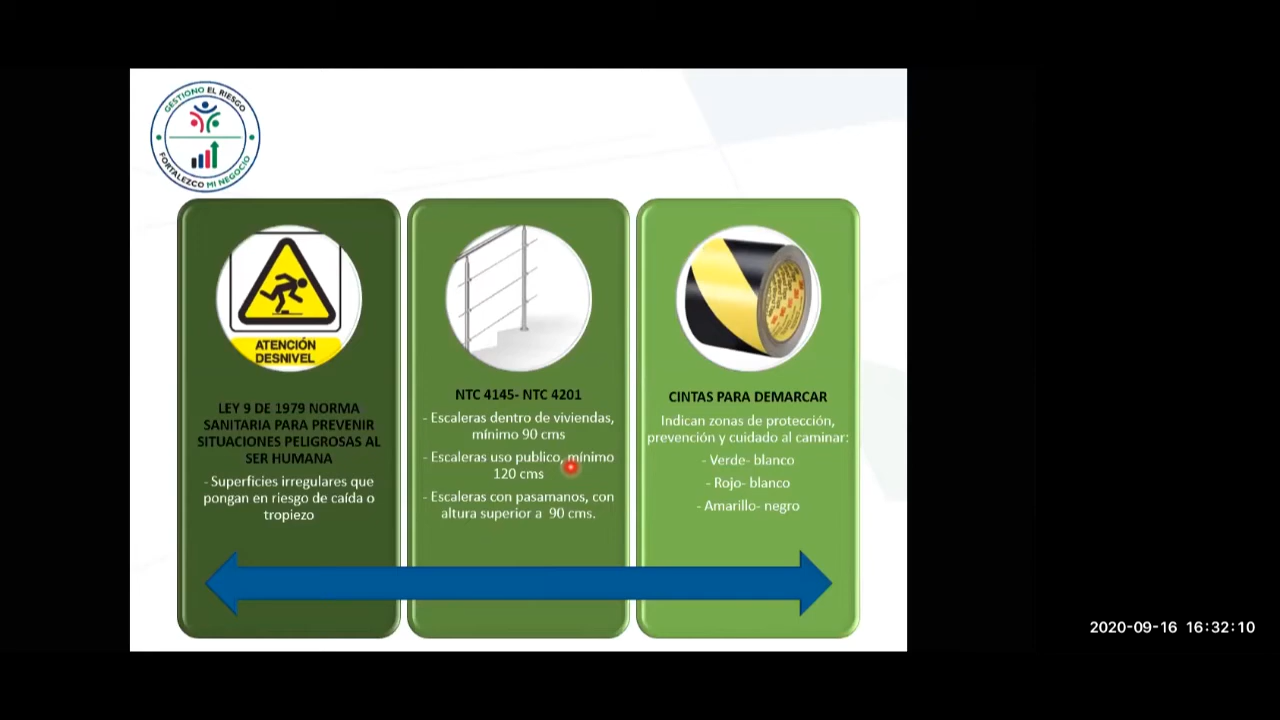 GESTIONO EL RIESGO
FORTALEZCO MI NEGOCIO
ATENCIÓN
DESNIVEL
LEY 9 DE 1979 NORMA
SANITARIA PARA PREVENIR
SITUACIONES PELIGROSAS AL
SER HUMANA
- Superficies irregulares que
pongan en riesgo de caída o
tropiezo
NTC 4145- NTC 4201
- Escaleras dentro de viviendas,
mínimo 90 cms
- Escaleras uso publico, mínimo
120 cms
- Escaleras con pasamanos, con
altura superior a 90 cms.
CINTAS PARA DEMARCAR
Indican zonas de protección,
prevención y cuidado al caminar:
- Verde- blanco
- Rojo- blanco
- Amarillo- negro
2020-09-16 16:32:10